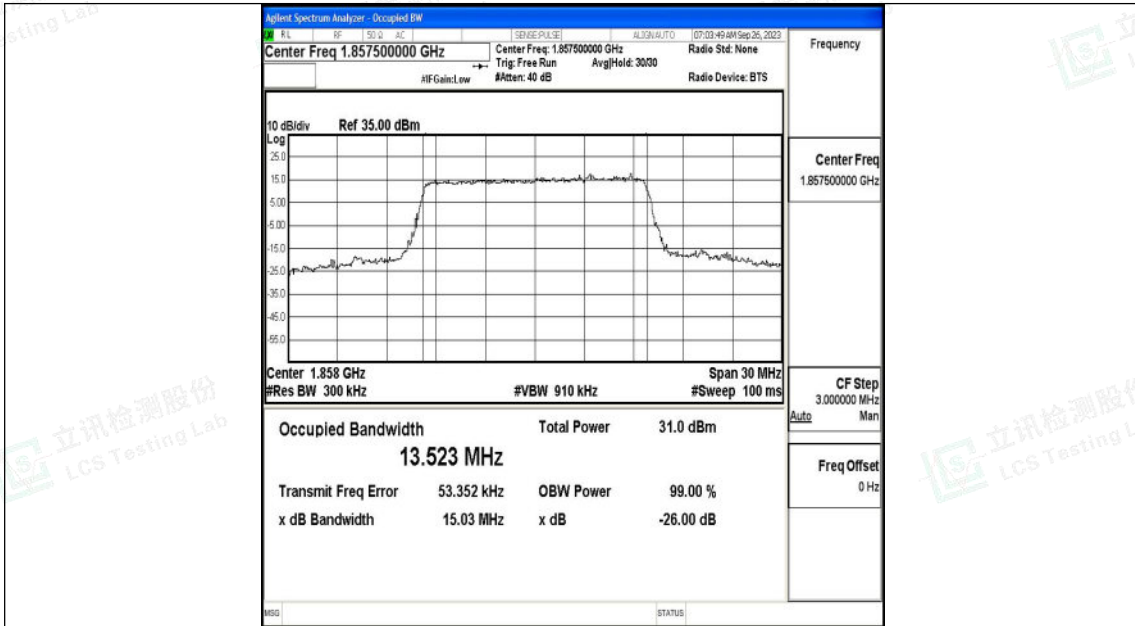 Agilent Spectrum Analyzer - Occupied BW
RL RF 50 Ω AC SENSE:PULSE ALIGNAUTO 07:03:49 AM Sep 26, 2023
Center Freq 1.857500000 GHz
Center Freq: 1.857500000 GHz
Radio Std: None
Trig: Free Run Avg|Hold: 30/30
#IFGain:Low
#Atten: 40 dB
Radio Device: BTS
Frequency
10 dB/div Ref 35.00 dBm
Log
25.0
15.0
5.00
-5.00
-15.0
-25.0
-35.0
-45.0
-55.0
Center Freq
1.857500000 GHz
Center 1.858 GHz
Span 30 MHz
#Res BW 300 kHz
#VBW 910 kHz
#Sweep 100 ms
CF Step
3.000000 MHz
Auto Man
Occupied Bandwidth
Total Power 31.0 dBm
13.523 MHz
Freq Offset
0 Hz
Transmit Freq Error 53.352 kHz
OBW Power 99.00 %
x dB Bandwidth 15.03 MHz
x dB -26.00 dB
MSG
STATUS
立讯检测股份
LCS Testing Lab
立讯检测股份